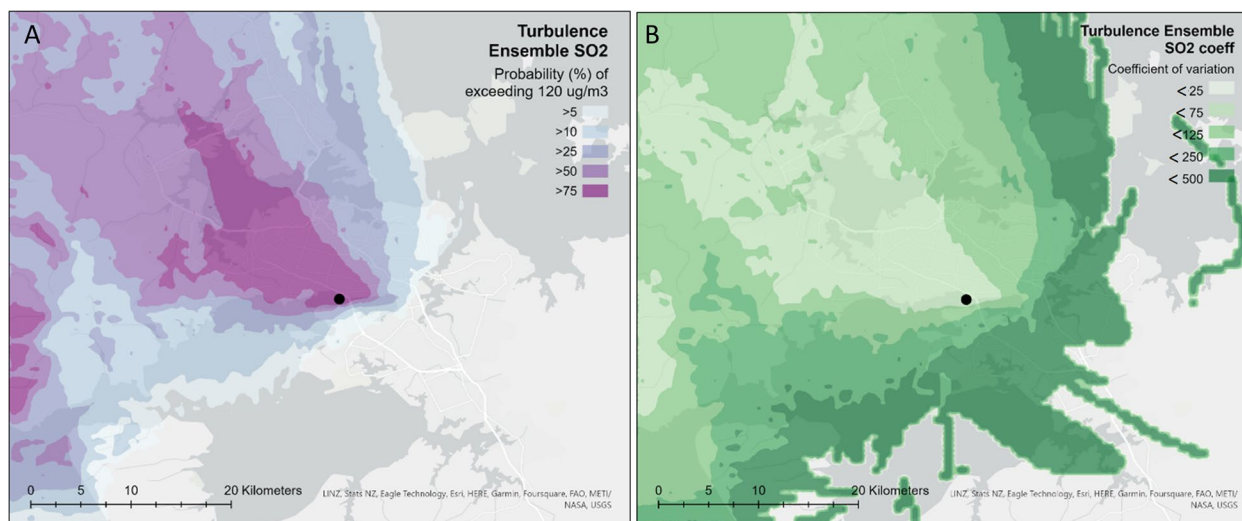 A
Turbulence
Ensemble SO2
Probability (%) of
exceeding 120 ug/m3
>5
>10
>25
>50
>75
0 5 10 20 Kilometers
LINZ, Stats NZ, Eagle Technology, Esri, HERE, Garmin, Foursquare, FAO, METI/
NASA, USGS
B
Turbulence Ensemble
SO2 coeff
Coefficient of variation
< 25
< 75
<125
< 250
< 500
0 5 10 20 Kilometers
LINZ, Stats NZ, Eagle Technology, Esri, HERE, Garmin, Foursquare, FAO, METI/
NASA, USGS